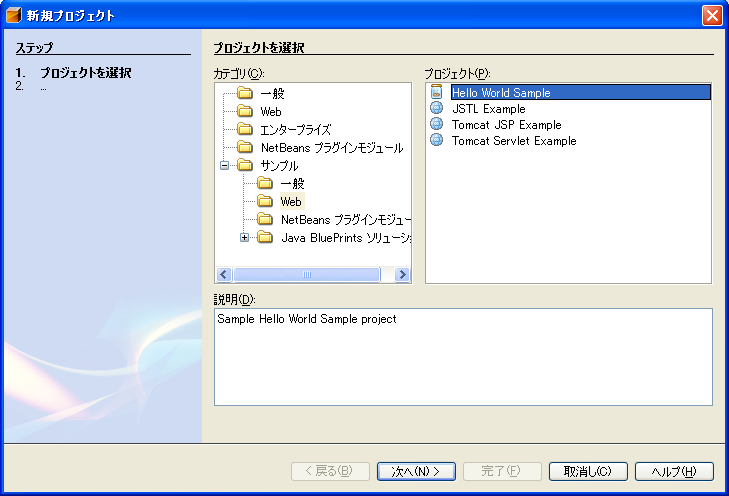 新規プロジェクト
ステップ
1. プロジェクトを選択
2. ...
プロジェクトを選択
カテゴリ(C):
一般
Web
エンタープライズ
NetBeans プラグインモジュール
サンプル
一般
Web
NetBeans プラグインモジュー
Java BluePrints ソリューシ
プロジェクト(P):
Hello World Sample
JSTL Example
Tomcat JSP Example
Tomcat Servlet Example
説明(D):
Sample Hello World Sample project
< 戻る(B)
次へ(N) >
完了(F)
取消し(C)
ヘルプ(H)